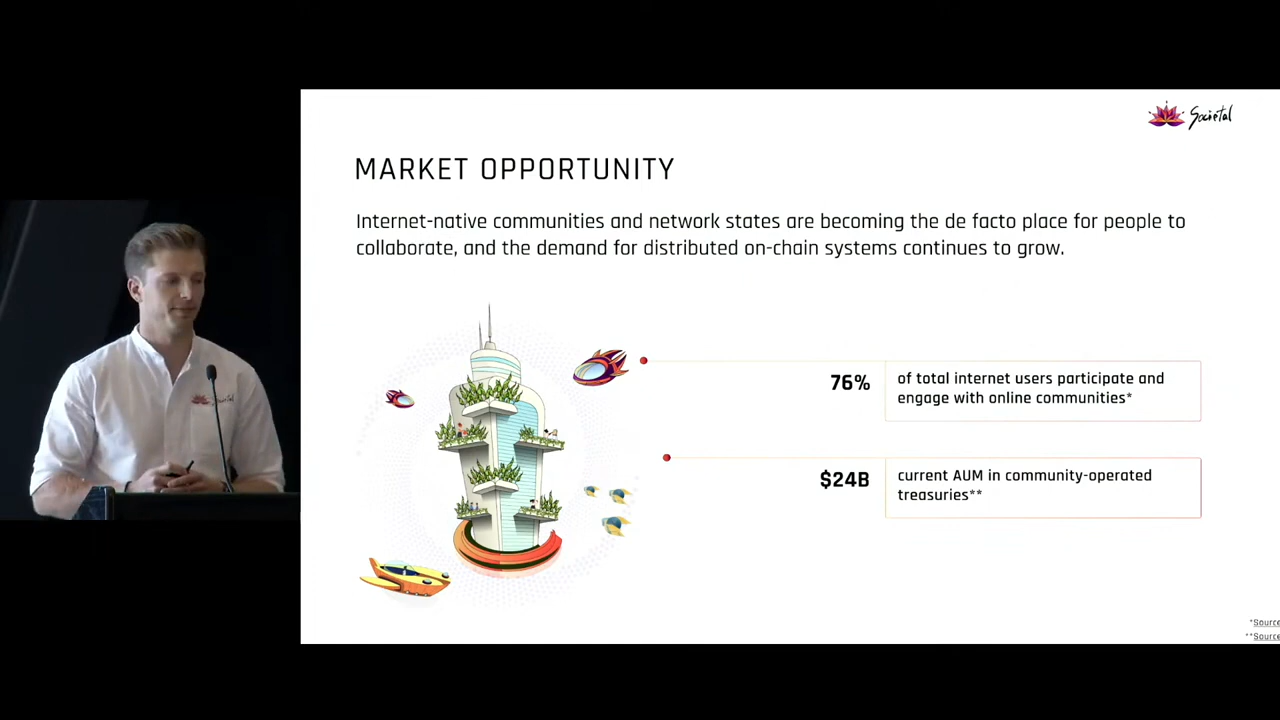 Societal
MARKET OPPORTUNITY
Internet-native communities and network states are becoming the de facto place for people to
collaborate, and the demand for distributed on-chain systems continues to grow.
76%
of total internet users participate and
engage with online communities*
$24B
current AUM in community-operated
treasuries**
*Source
**Source